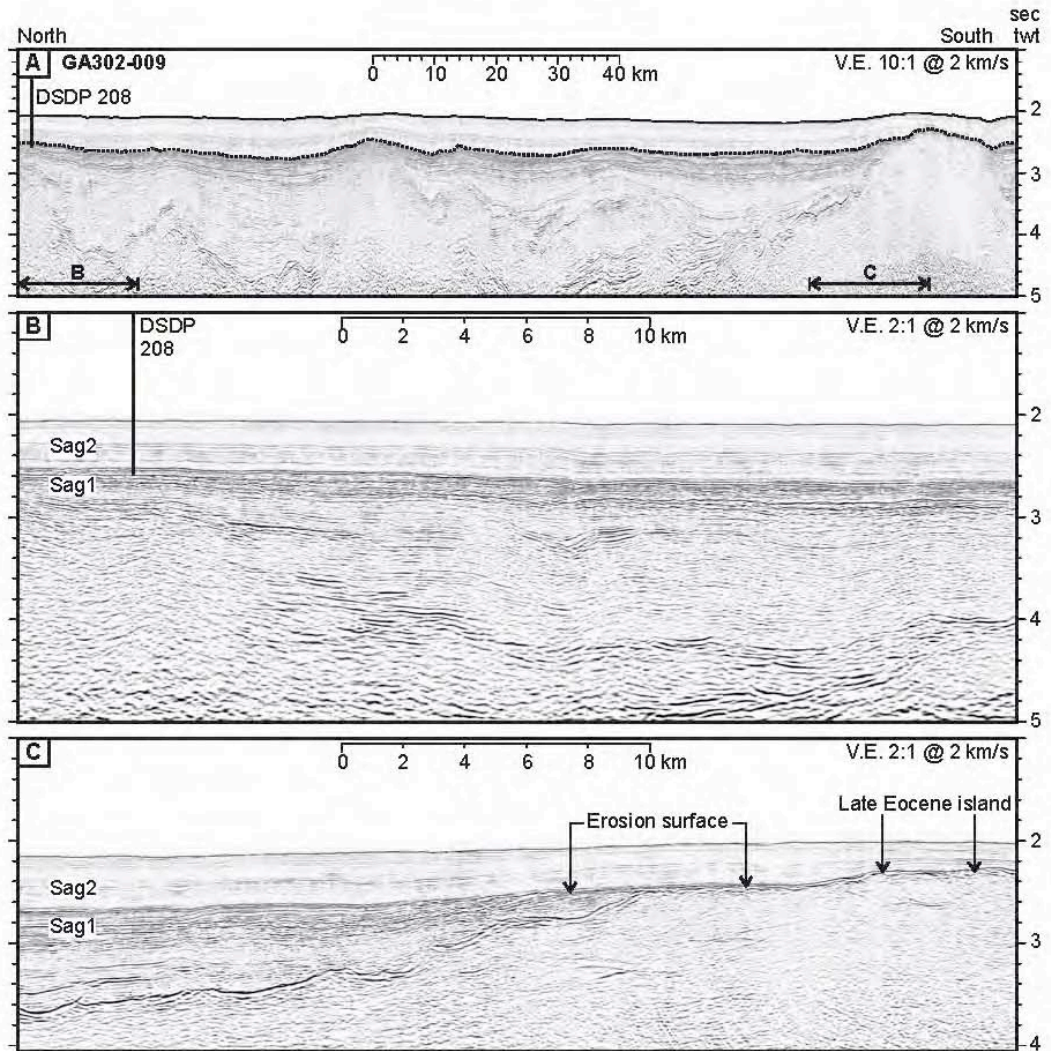 sec
North South twt
A GA302-009 0 10 20 30 40 km V.E. 10:1 @ 2 km/s
DSDP 208
2
3
4
B C
5
B DSDP 208 0 2 4 6 8 10 km V.E. 2:1 @ 2 km/s
2
Sag2
Sag1
3
4
5
C 0 2 4 6 8 10 km V.E. 2:1 @ 2 km/s
Erosion surface Late Eocene island
2
Sag2
Sag1
3
4